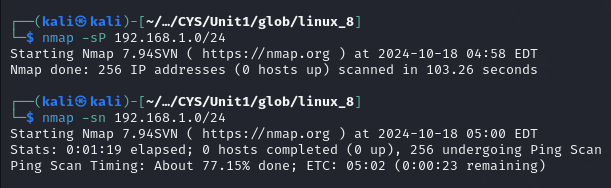 ┌──(kali㉿kali)-[~/…/CYS/Unit1/glob/linux_8]
└─$ nmap -sP 192.168.1.0/24
Starting Nmap 7.94SVN ( https://nmap.org ) at 2024-10-18 04:58 EDT
Nmap done: 256 IP addresses (0 hosts up) scanned in 103.26 seconds
┌──(kali㉿kali)-[~/…/CYS/Unit1/glob/linux_8]
└─$ nmap -sn 192.168.1.0/24
Starting Nmap 7.94SVN ( https://nmap.org ) at 2024-10-18 05:00 EDT
Stats: 0:01:19 elapsed; 0 hosts completed (0 up), 256 undergoing Ping Scan
Ping Scan Timing: About 77.15% done; ETC: 05:02 (0:00:23 remaining)